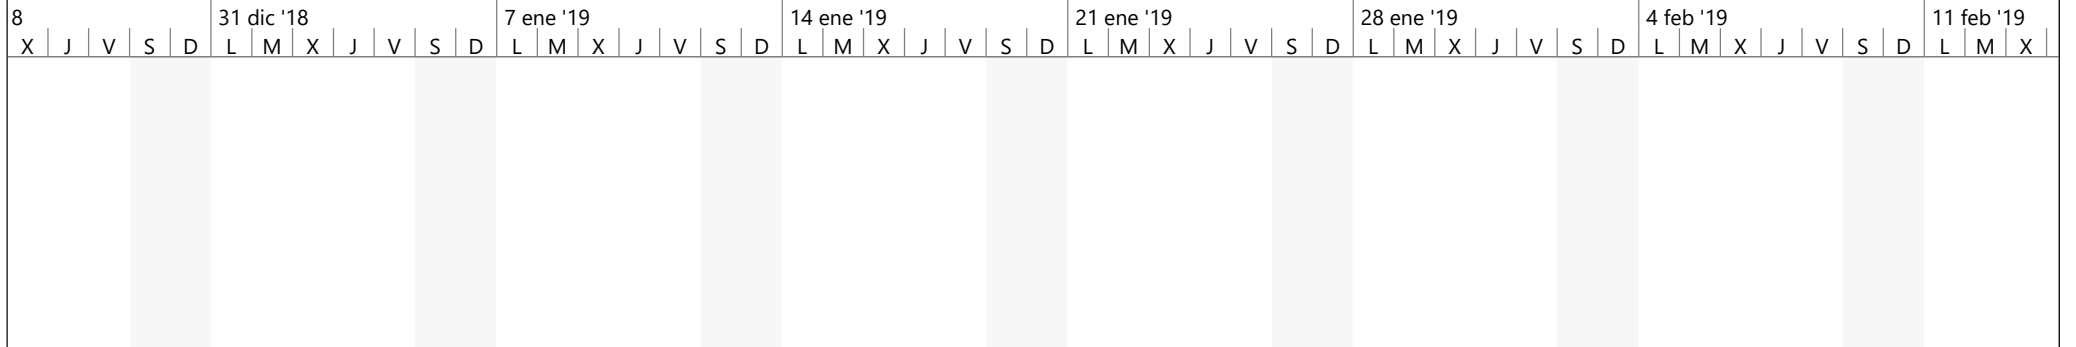 8 31 dic '18 7 ene '19 14 ene '19 21 ene '19 28 ene '19 4 feb '19 11 feb '19
X J V S D L M X J V S D L M X J V S D L M X J V S D L M X J V S D L M X J V S D L M X J V S D L M X